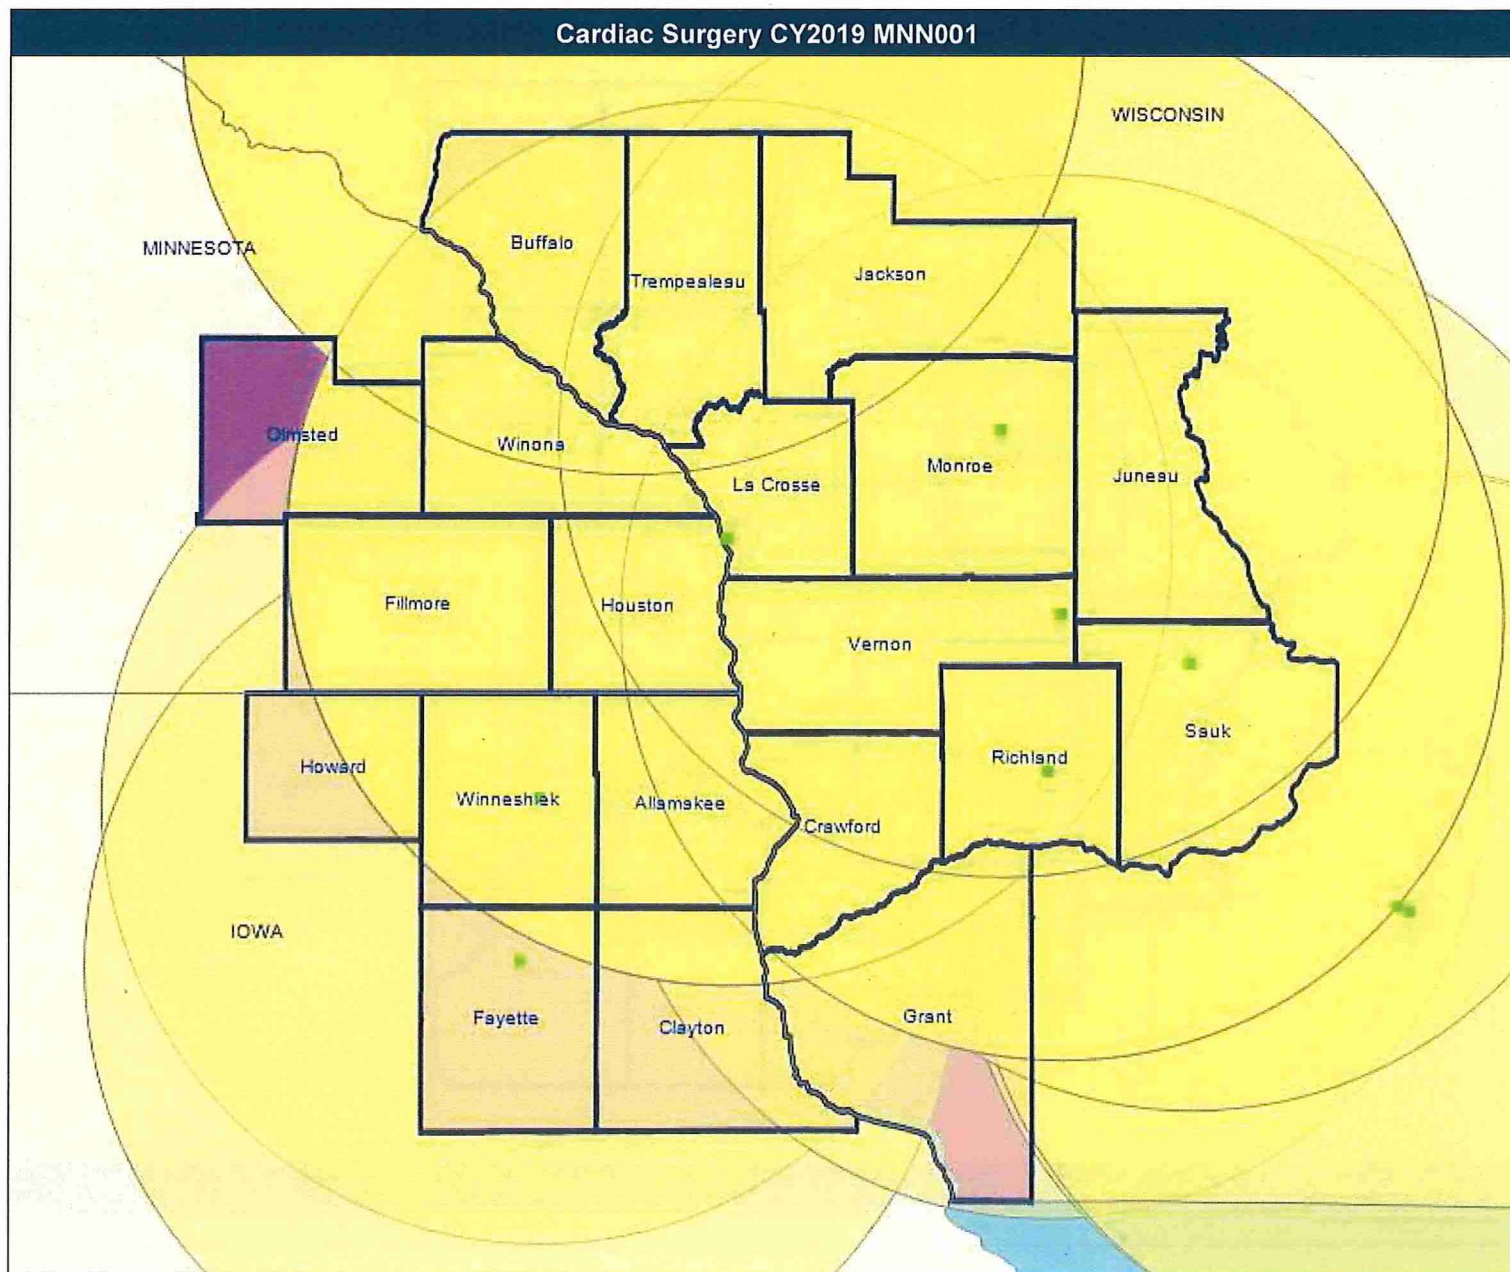 Cardiac Surgery CY2019 MNN001
WISCONSIN
MINNESOTA
Buffalo
Trempealeau
Jackson
Olmsted
Winona
La Crosse
Monroe
Juneau
Fillmore
Houston
Vernon
Sauk
Richland
Howard
Winneshiek
Allamakee
Crawford
IOWA
Fayette
Clayton
Grant